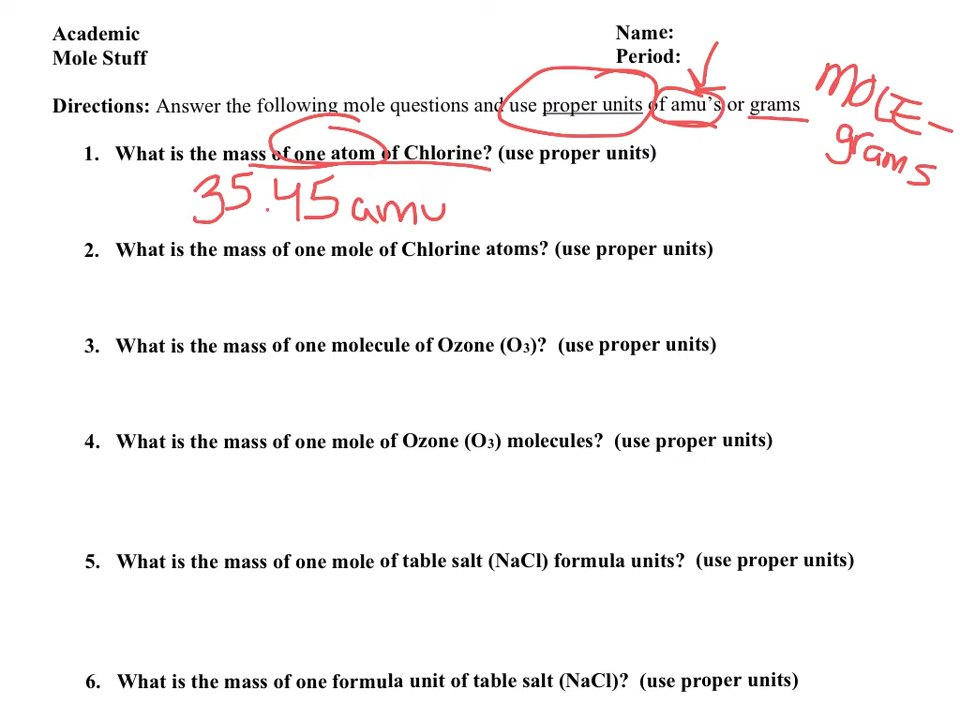 Academic
Name:
Mole Stuff
Period:
Directions: Answer the following mole questions and use proper units of amu's or grams
MOLE-
grams
1. What is the mass of one atom of Chlorine? (use proper units)
35.45 amu
2. What is the mass of one mole of Chlorine atoms? (use proper units)
3. What is the mass of one molecule of Ozone (O₃)? (use proper units)
4. What is the mass of one mole of Ozone (O₃) molecules? (use proper units)
5. What is the mass of one mole of table salt (NaCl) formula units? (use proper units)
6. What is the mass of one formula unit of table salt (NaCl)? (use proper units)